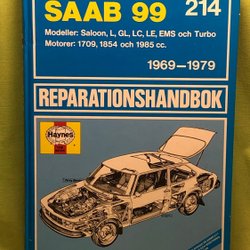 SAAB 99 214
Modeller: Saloon, L, GL, LC, LE, EMS och Turbo
Motorer: 1709, 1854 och 1985 cc.
1969—1979
REPARATIONSHANDBOK
Haynes